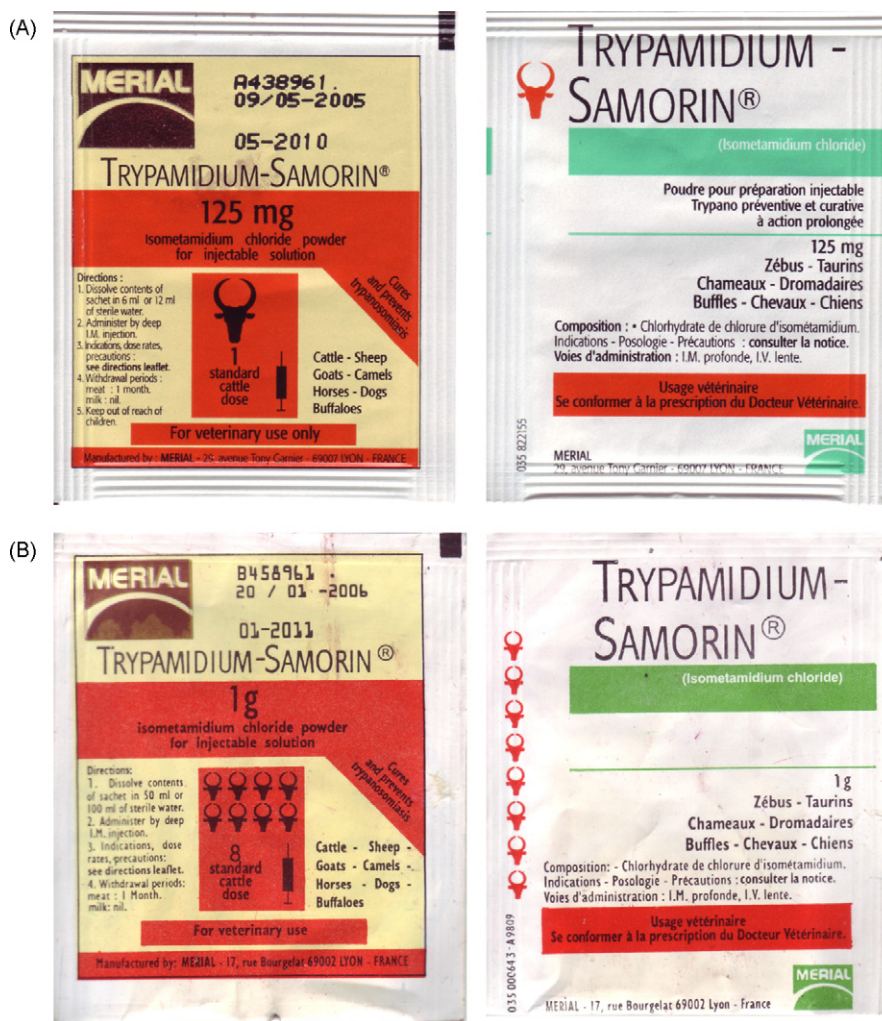 (A)
MERIAL
A438961.
09/05-2005
05-2010
TRYPAMIDIUM-SAMORIN®
125 mg
Isometamidium chloride powder
for injectable solution
Cures
and prevents
trypanosomiasis
Directions :
1. Dissolve contents of
sachet in 6 ml or 12 ml
of sterile water.
2. Administer by deep
I.M. injection.
3. Indications, dose rates,
precautions :
see directions leaflet.
4. Withdrawal periods :
meat : 1 month.
milk : nil.
5. Keep out of reach of
children.
1
standard
cattle
dose
Cattle - Sheep
Goats - Camels
Horses - Dogs
Buffaloes
For veterinary use only
Manufactured by : MERIAL - 29, avenue Tony Garnier - 69007 LYON - FRANCE
TRYPAMIDIUM -
SAMORIN®
(Isometamidium chloride)
Poudre pour préparation injectable
Trypano préventive et curative
à action prolongée
125 mg
Zébus - Taurins
Chameaux - Dromadaires
Buffles - Chevaux - Chiens
Composition : • Chlorhydrate de chlorure d'isométamidium.
Indications - Posologie - Précautions : consulter la notice.
Voies d'administration : I.M. profonde, I.V. lente.
Usage vétérinaire
Se conformer à la prescription du Docteur Vétérinaire.
035 822155
MERIAL
MERIAL
29, avenue Tony Garnier - 69007 LYON - FRANCE
(B)
MERIAL
B458961 .
20 / 01 -2006
01-2011
TRYPAMIDIUM-SAMORIN ®
1g
isometamidium chloride powder
for injectable solution
Cures
and prevents
trypanosomiasis
Directions:
1. Dissolve contents
of sachet in 50 ml or
100 ml of sterile water.
2. Administer by deep
I.M. injection.
3. Indications, dose
rates, precautions:
see directions leaflet.
4. Withdrawal periods:
meat : 1 Month.
milk: nil.
8
standard
cattle
dose
Cattle - Sheep -
Goats - Camels -
Horses - Dogs -
Buffaloes
For veterinary use
Manufactured by: MERIAL - 17, rue Bourgelat 69002 LYON - FRANCE
TRYPAMIDIUM-
SAMORIN®
(Isometamidium chloride)
1g
Zébus - Taurins
Chameaux - Dromadaires
Buffles - Chevaux - Chiens
Composition: - Chlorhydrate de chlorure d'isométamidium.
Indications - Posologie - Précautions : consulter la notice.
Voies d'administration : I.M. profonde, I.V. lente.
Usage vétérinaire
Se conformer à la prescription du Docteur Vétérinaire.
035 000643 - A9809
MERIAL
MERIAL - 17, rue Bourgelat 69002 LYON - France